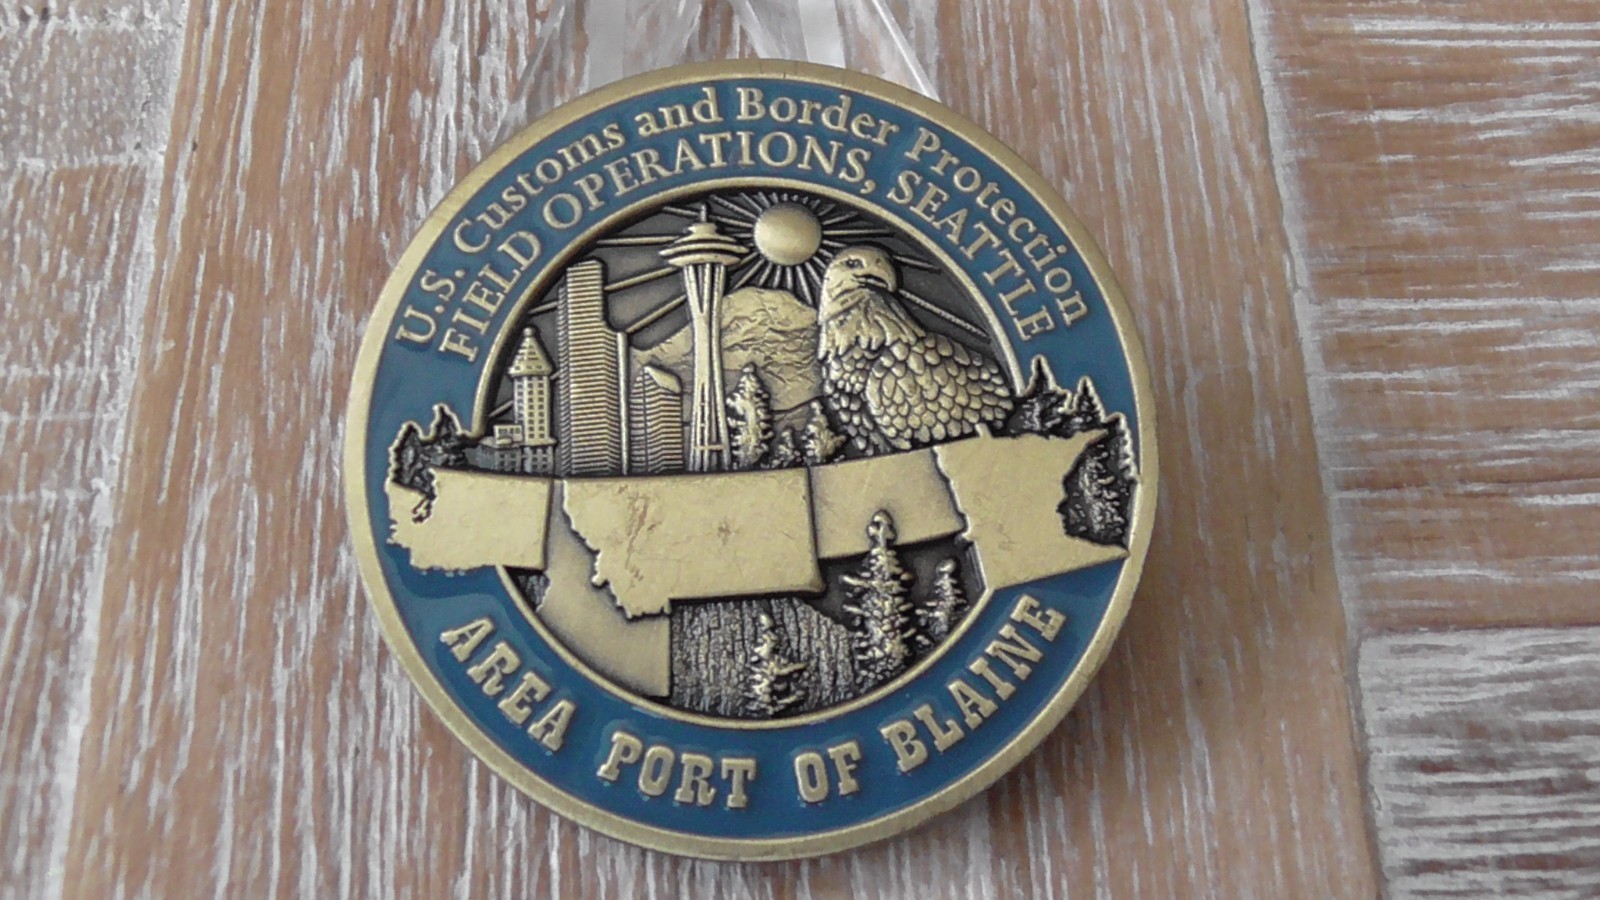 U.S. Customs and Border Protection
FIELD OPERATIONS, SEATTLE
AREA PORT OF BLAINE